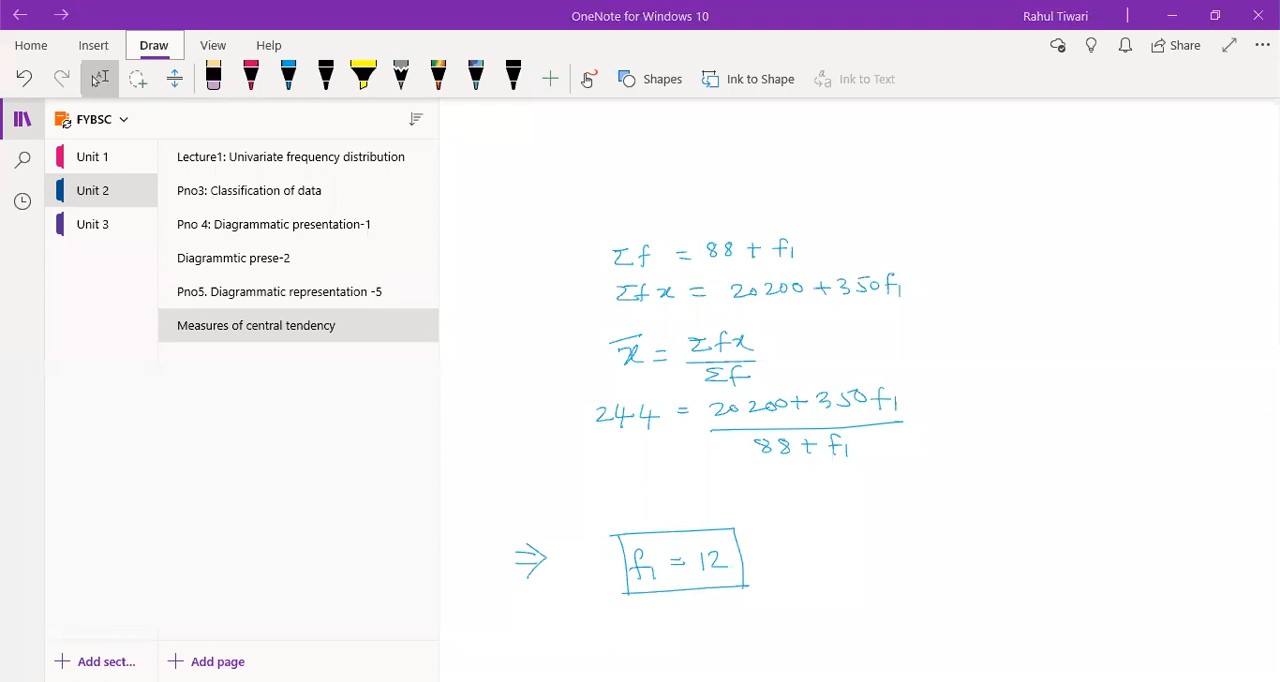 OneNote for Windows 10
Rahul Tiwari
Home Insert Draw View Help
Share
Shapes Ink to Shape Ink to Text
FYBSC
Unit 1
Unit 2
Unit 3
Lecture1: Univariate frequency distribution
Pno3: Classification of data
Pno 4: Diagrammatic presentation-1
Diagrammtic prese-2
Pno5. Diagrammatic representation -5
Measures of central tendency
Σf = 88 + f₁
Σfx = 20200 + 350f₁
x̄ = Σfx / Σf
244 = 20200 + 350f₁ / 88 + f₁
⇒ f₁ = 12
Add sect... Add page